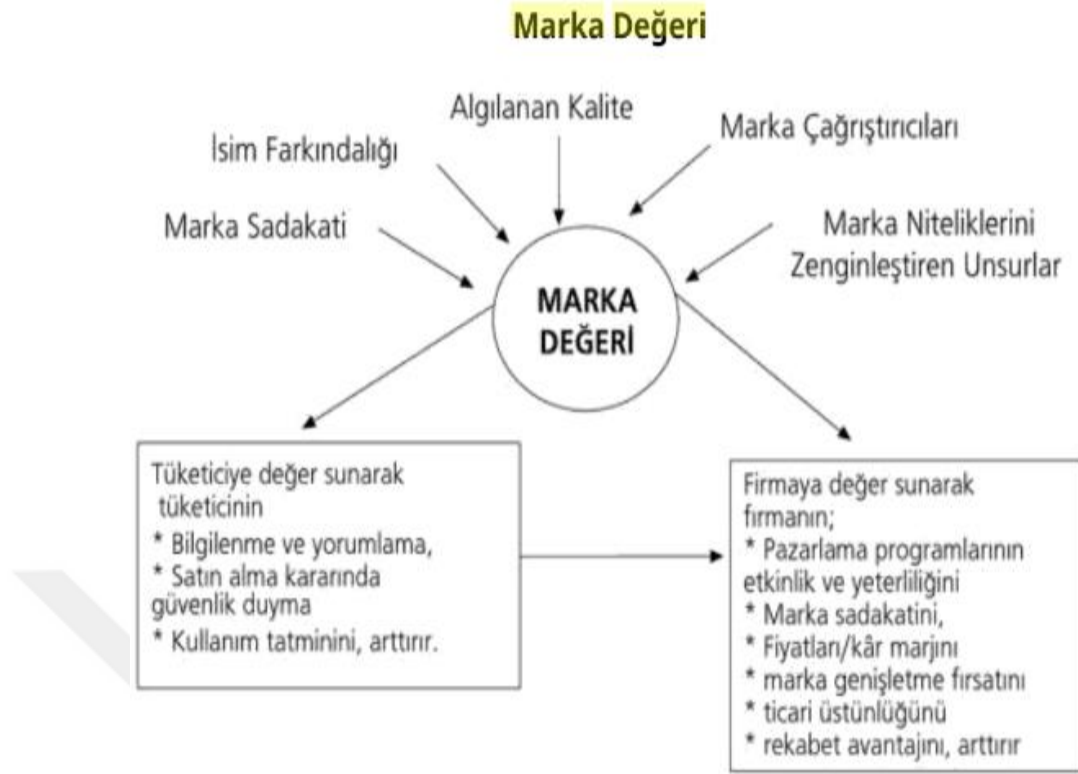 Marka Değeri
Algılanan Kalite
Marka Çağrıştırıcıları
İsim Farkındalığı
Marka Sadakati
Marka Niteliklerini
Zenginleştiren Unsurlar
MARKA
DEĞERİ
Tüketiciye değer sunarak
tüketicinin
* Bilgilenme ve yorumlama,
* Satın alma kararında
güvenlik duyma
* Kullanım tatminini, arttırır.
Firmaya değer sunarak
firmanın;
* Pazarlama programlarının
etkinlik ve yeterliliğini
* Marka sadakatini,
* Fiyatları/kâr marjını
* marka genişletme fırsatını
* ticari üstünlüğünü
* rekabet avantajını, arttırır